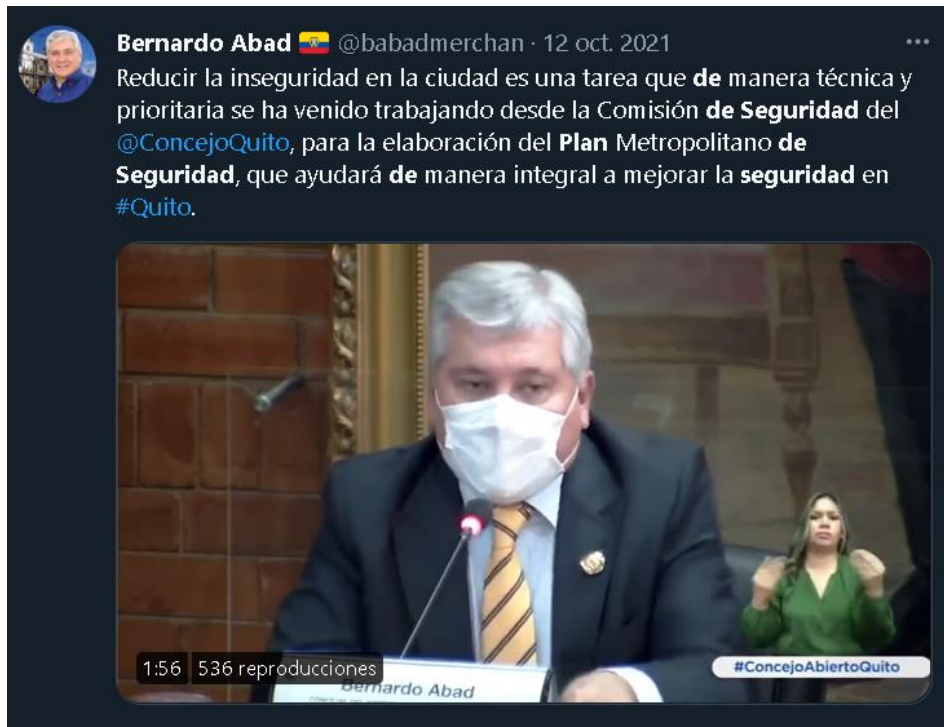 Bernardo Abad 🇪🇨 @babadmerchan · 12 oct. 2021
Reducir la inseguridad en la ciudad es una tarea que de manera técnica y
prioritaria se ha venido trabajando desde la Comisión de Seguridad del
@ConcejoQuito, para la elaboración del Plan Metropolitano de
Seguridad, que ayudará de manera integral a mejorar la seguridad en
#Quito.
1:56 536 reproducciones
#ConcejoAbiertoQuito
Bernardo Abad